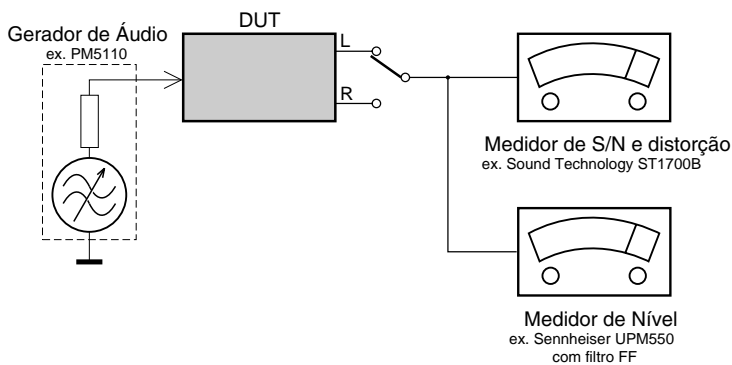 DUT
Gerador de Áudio
ex. PM5110
L
R
Medidor de S/N e distorção
ex. Sound Technology ST1700B
Medidor de Nível
ex. Sennheiser UPM550
com filtro FF